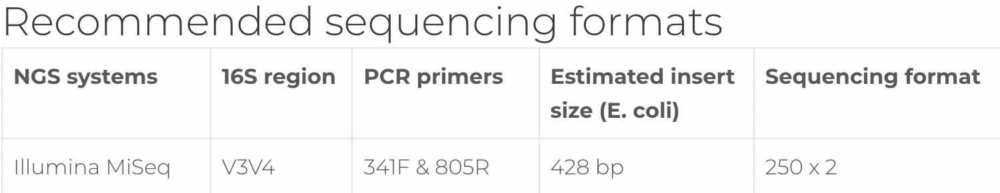 Recommended sequencing formats
NGS systems 16S region PCR primers Estimated insert size (E. coli) Sequencing format
Illumina MiSeq V3V4 341F & 805R 428 bp 250 x 2